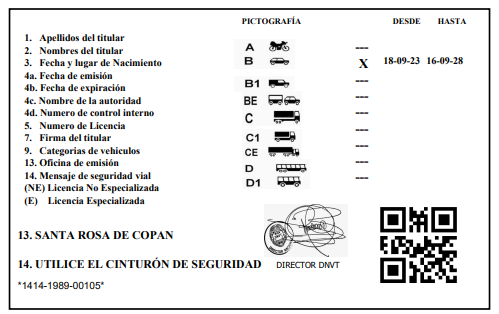 PICTOGRAFÍA DESDE HASTA
1. Apellidos del titular
2. Nombres del titular
3. Fecha y lugar de Nacimiento
4a. Fecha de emisión
4b. Fecha de expiración
4c. Nombre de la autoridad
4d. Numero de control interno
5. Numero de Licencia
7. Firma del titular
9. Categorias de vehiculos
13. Oficina de emisión
14. Mensaje de seguridad vial
(NE) Licencia No Especializada
(E) Licencia Especializada
A ---
B X 18-09-23 16-09-28
B1 ---
BE ---
C ---
C1 ---
CE ---
D ---
D1 ---
13. SANTA ROSA DE COPAN
14. UTILICE EL CINTURÓN DE SEGURIDAD
DIRECTOR DNVT
*1414-1989-00105*